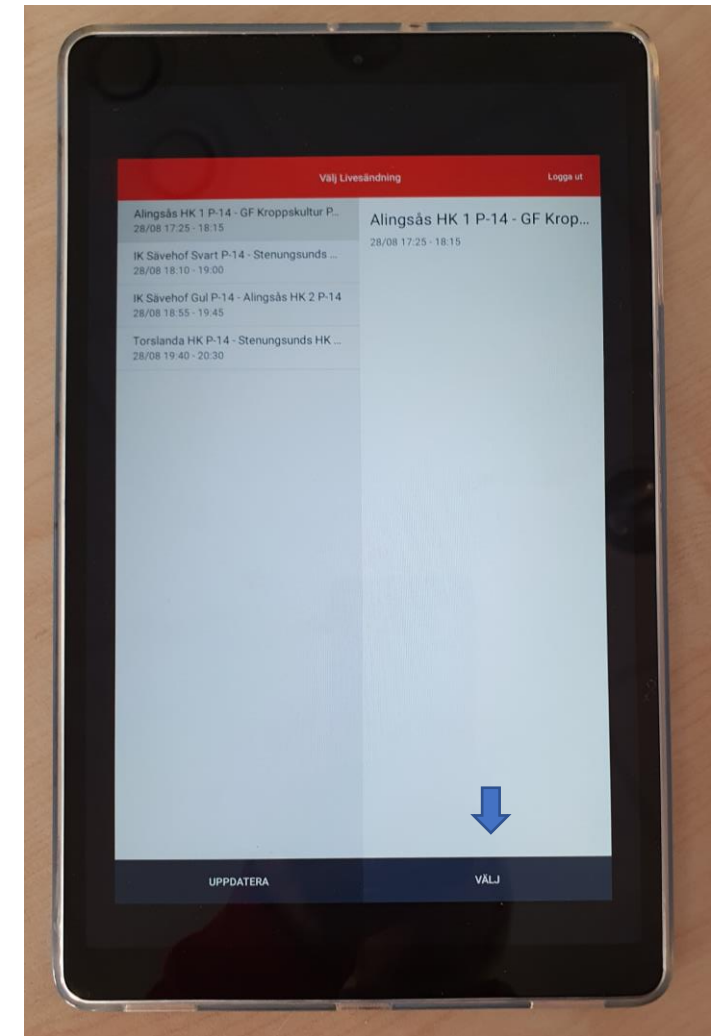 Välj Livesändning
Logga ut
Alingsås HK 1 P-14 - GF Kroppskultur P...
28/08 17:25 - 18:15
IK Sävehof Svart P-14 - Stenungsunds ...
28/08 18:10 - 19:00
IK Sävehof Gul P-14 - Alingsås HK 2 P-14
28/08 18:55 - 19:45
Torslanda HK P-14 - Stenungsunds HK ...
28/08 19:40 - 20:30
Alingsås HK 1 P-14 - GF Krop...
28/08 17:25 - 18:15
UPPDATERA
VÄLJ